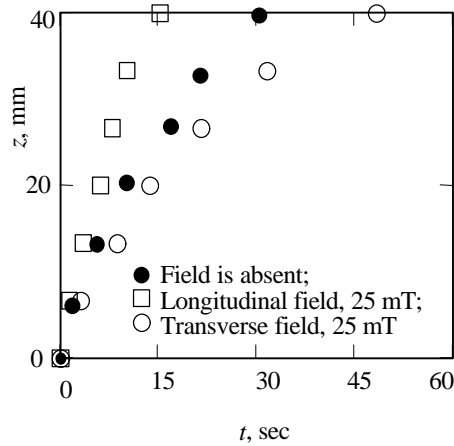 40
z, mm
20
Field is absent;
Longitudinal field, 25 mT;
Transverse field, 25 mT
0
0 15 30 45 60
t, sec